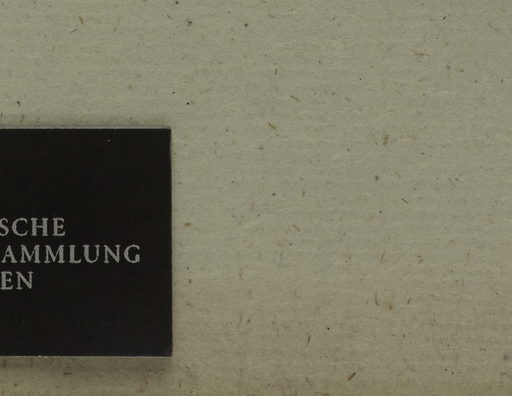 SCHE
AMMLUNG
EN